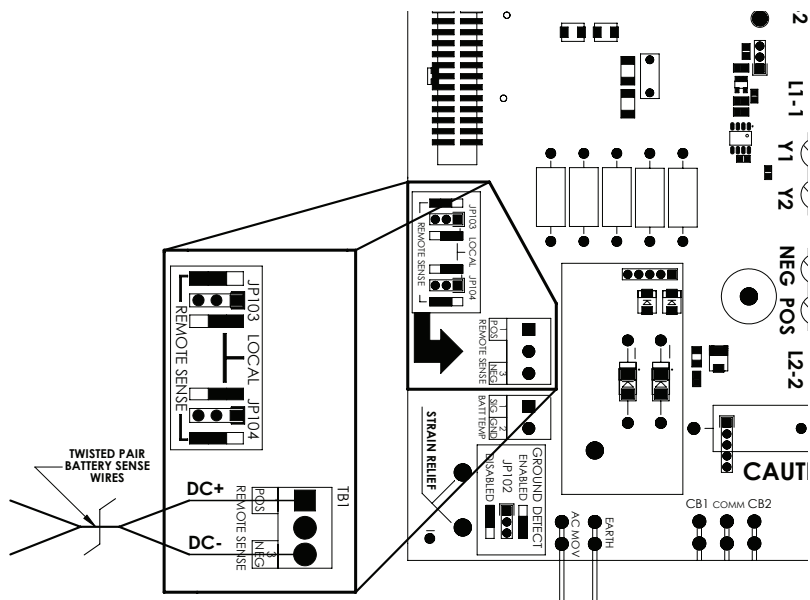 2
L1-1
Y1
Y2
NEG POS
L2-2
JP103
LOCAL
JP104
REMOTE SENSE
POS
1
NEG
3
REMOTE SENSE
SIG
1
GND
2
BATT TEMP
STRAIN RELIEF
GROUND DETECT
ENABLED
JP102
DISABLED
AC MOV
EARTH
CB1 COMM CB2
CAUTI
JP103
LOCAL
JP104
REMOTE SENSE
TWISTED PAIR
BATTERY SENSE
WIRES
DC+
DC-
TB1
POS
NEG
3
REMOTE SENSE